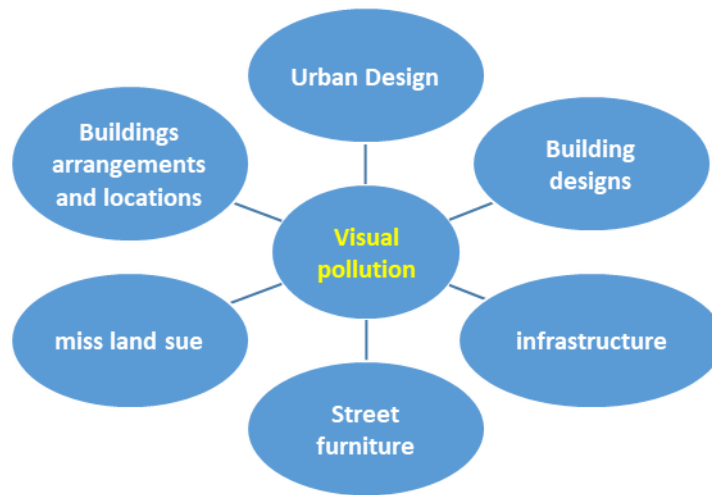 Urban Design
Buildings
arrangements
and locations
Building
designs
Visual
pollution
miss land sue
infrastructure
Street
furniture